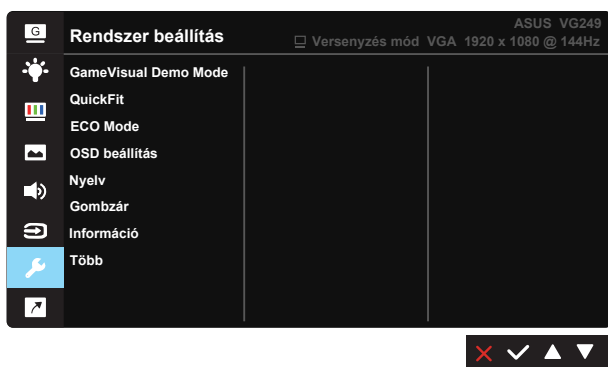 G
Rendszer beállítás
ASUS VG249
Versenyzés mód VGA 1920 x 1080 @ 144Hz
GameVisual Demo Mode
QuickFit
ECO Mode
OSD beállítás
Nyelv
Gombzár
Információ
Több